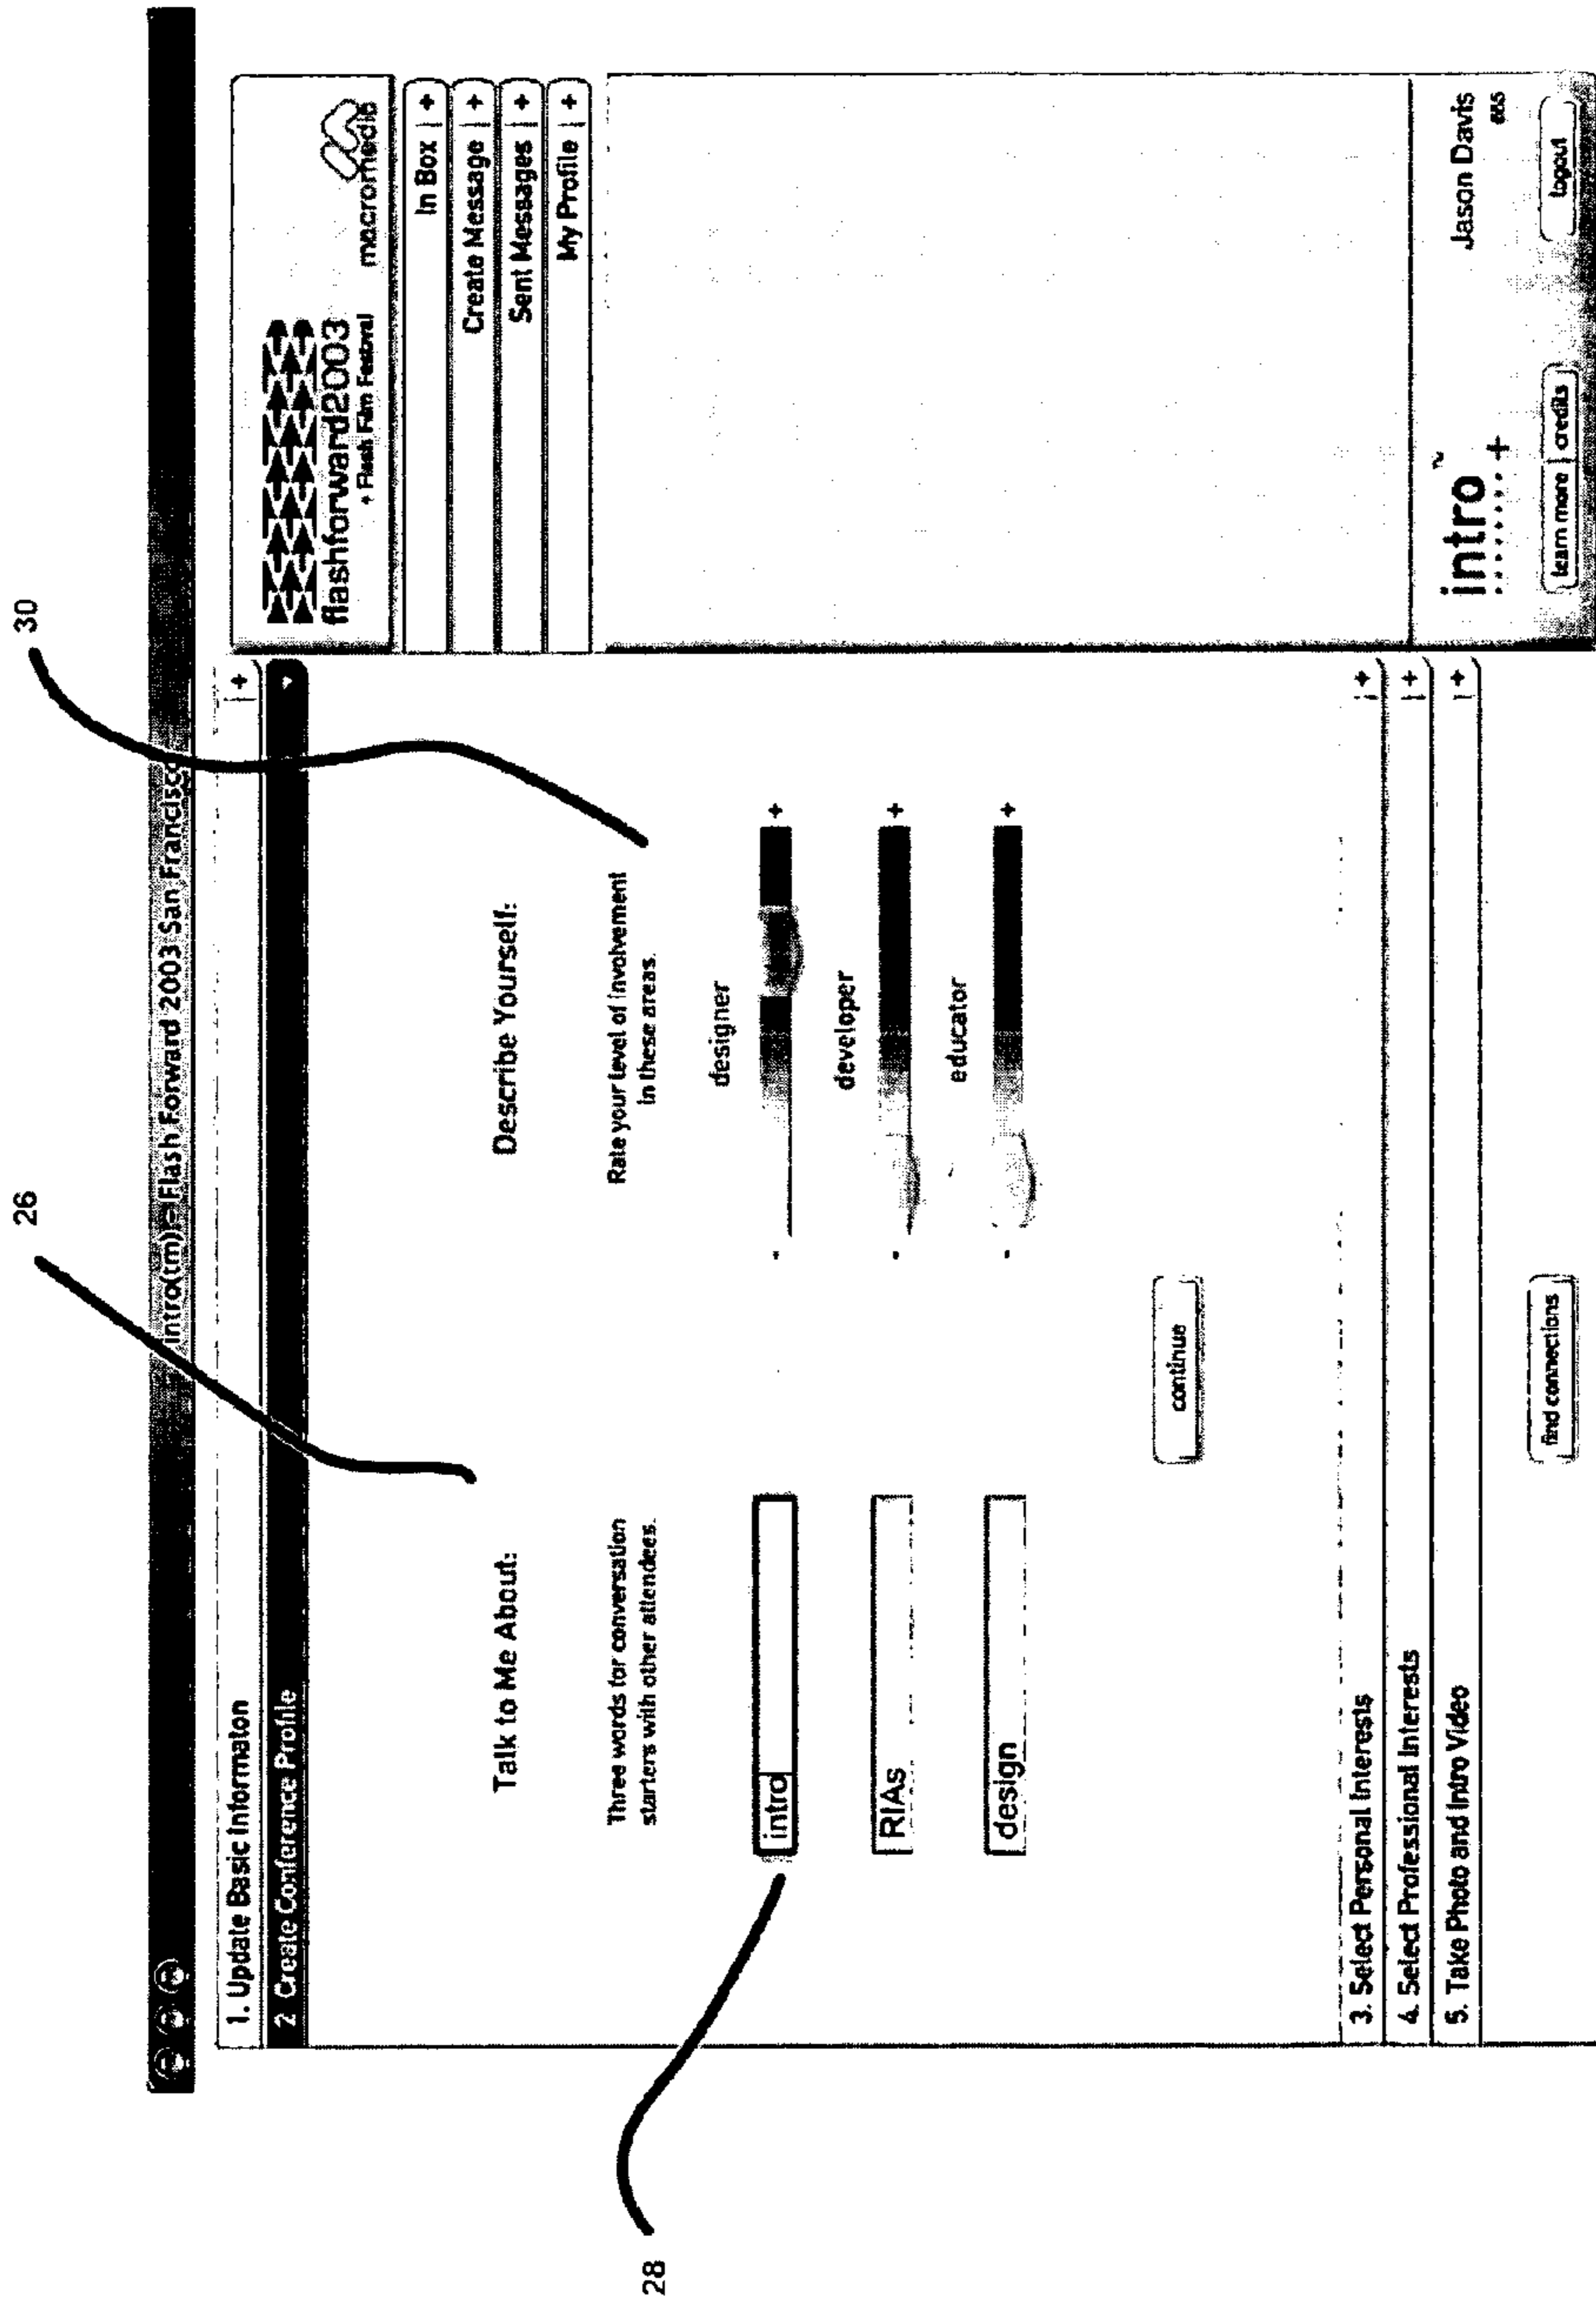 30
26
28
intro(tm) - Flash Forward 2003 San Francisco
1. Update Basic Informaton | +
2 Create Conference Profile
Talk to Me About:
Three words for conversation
starters with other attendees.
intro
RIAs
design
Describe Yourself:
Rate your level of involvement
in these areas.
designer
- +
developer
- +
educator
- +
continue
3. Select Personal Interests | +
4. Select Professional Interests | +
5. Take Photo and Intro Video | +
find connections
flashforward2003
+ Flash Film Festival
macromedia
In Box | +
Create Message | +
Sent Messages | +
My Profile | +
intro™
+
Jason Davis
learn more | credits
logout